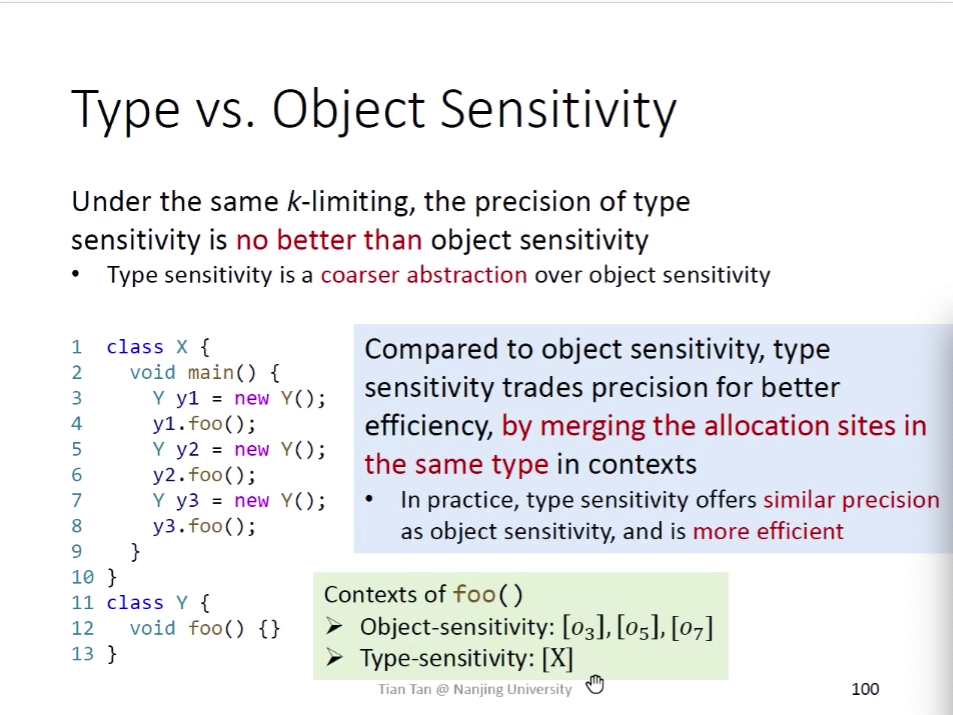 Type vs. Object Sensitivity
Under the same k-limiting, the precision of type
sensitivity is no better than object sensitivity
• Type sensitivity is a coarser abstraction over object sensitivity
1 class X {
2 void main() {
3 Y y1 = new Y();
4 y1.foo();
5 Y y2 = new Y();
6 y2.foo();
7 Y y3 = new Y();
8 y3.foo();
9 }
10 }
11 class Y {
12 void foo() {}
13 }
Compared to object sensitivity, type
sensitivity trades precision for better
efficiency, by merging the allocation sites in
the same type in contexts
• In practice, type sensitivity offers similar precision
as object sensitivity, and is more efficient
Contexts of foo()
➢ Object-sensitivity: [o₃], [o₅], [o₇]
➢ Type-sensitivity: [X]
Tian Tan @ Nanjing University
100